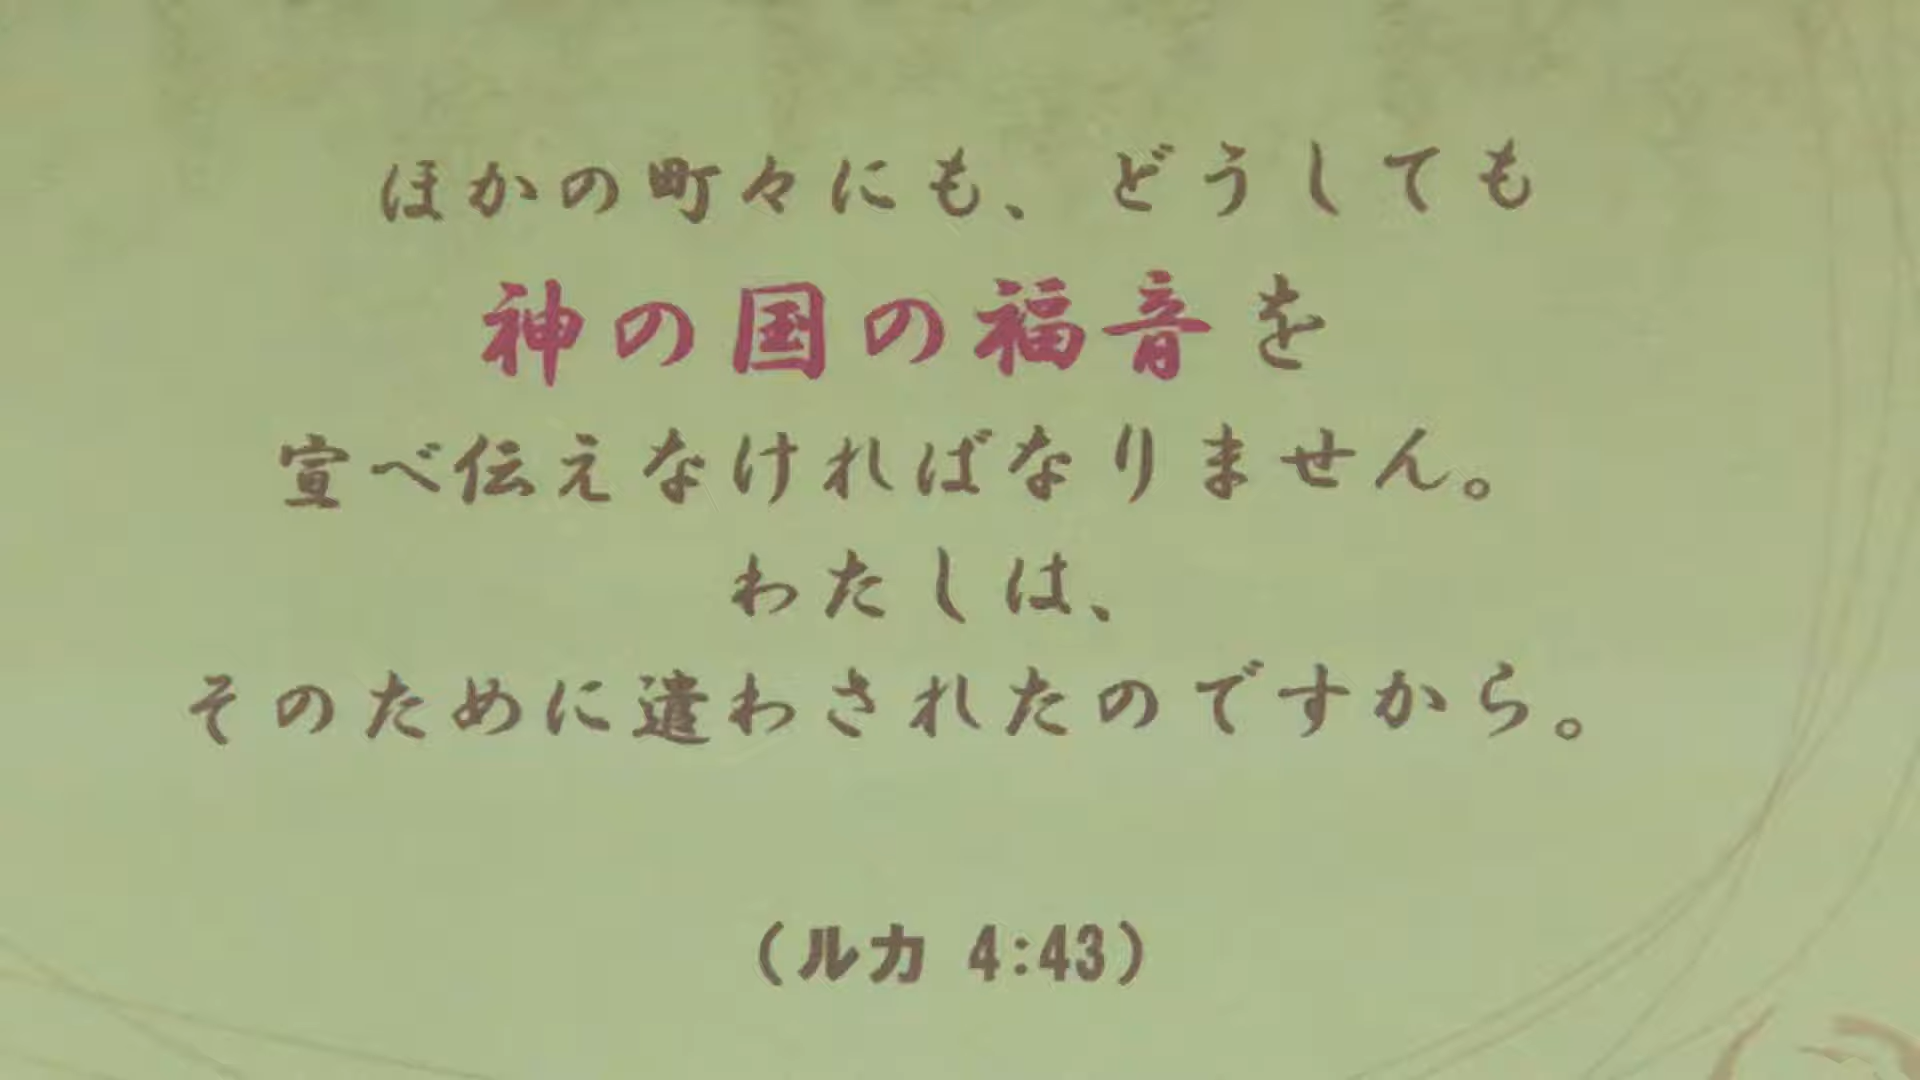 ほかの町々にも、どうしても
神の国の福音を
宣べ伝えなければなりません。
わたしは、
そのために遣わされたのですから。
(ルカ 4:43)